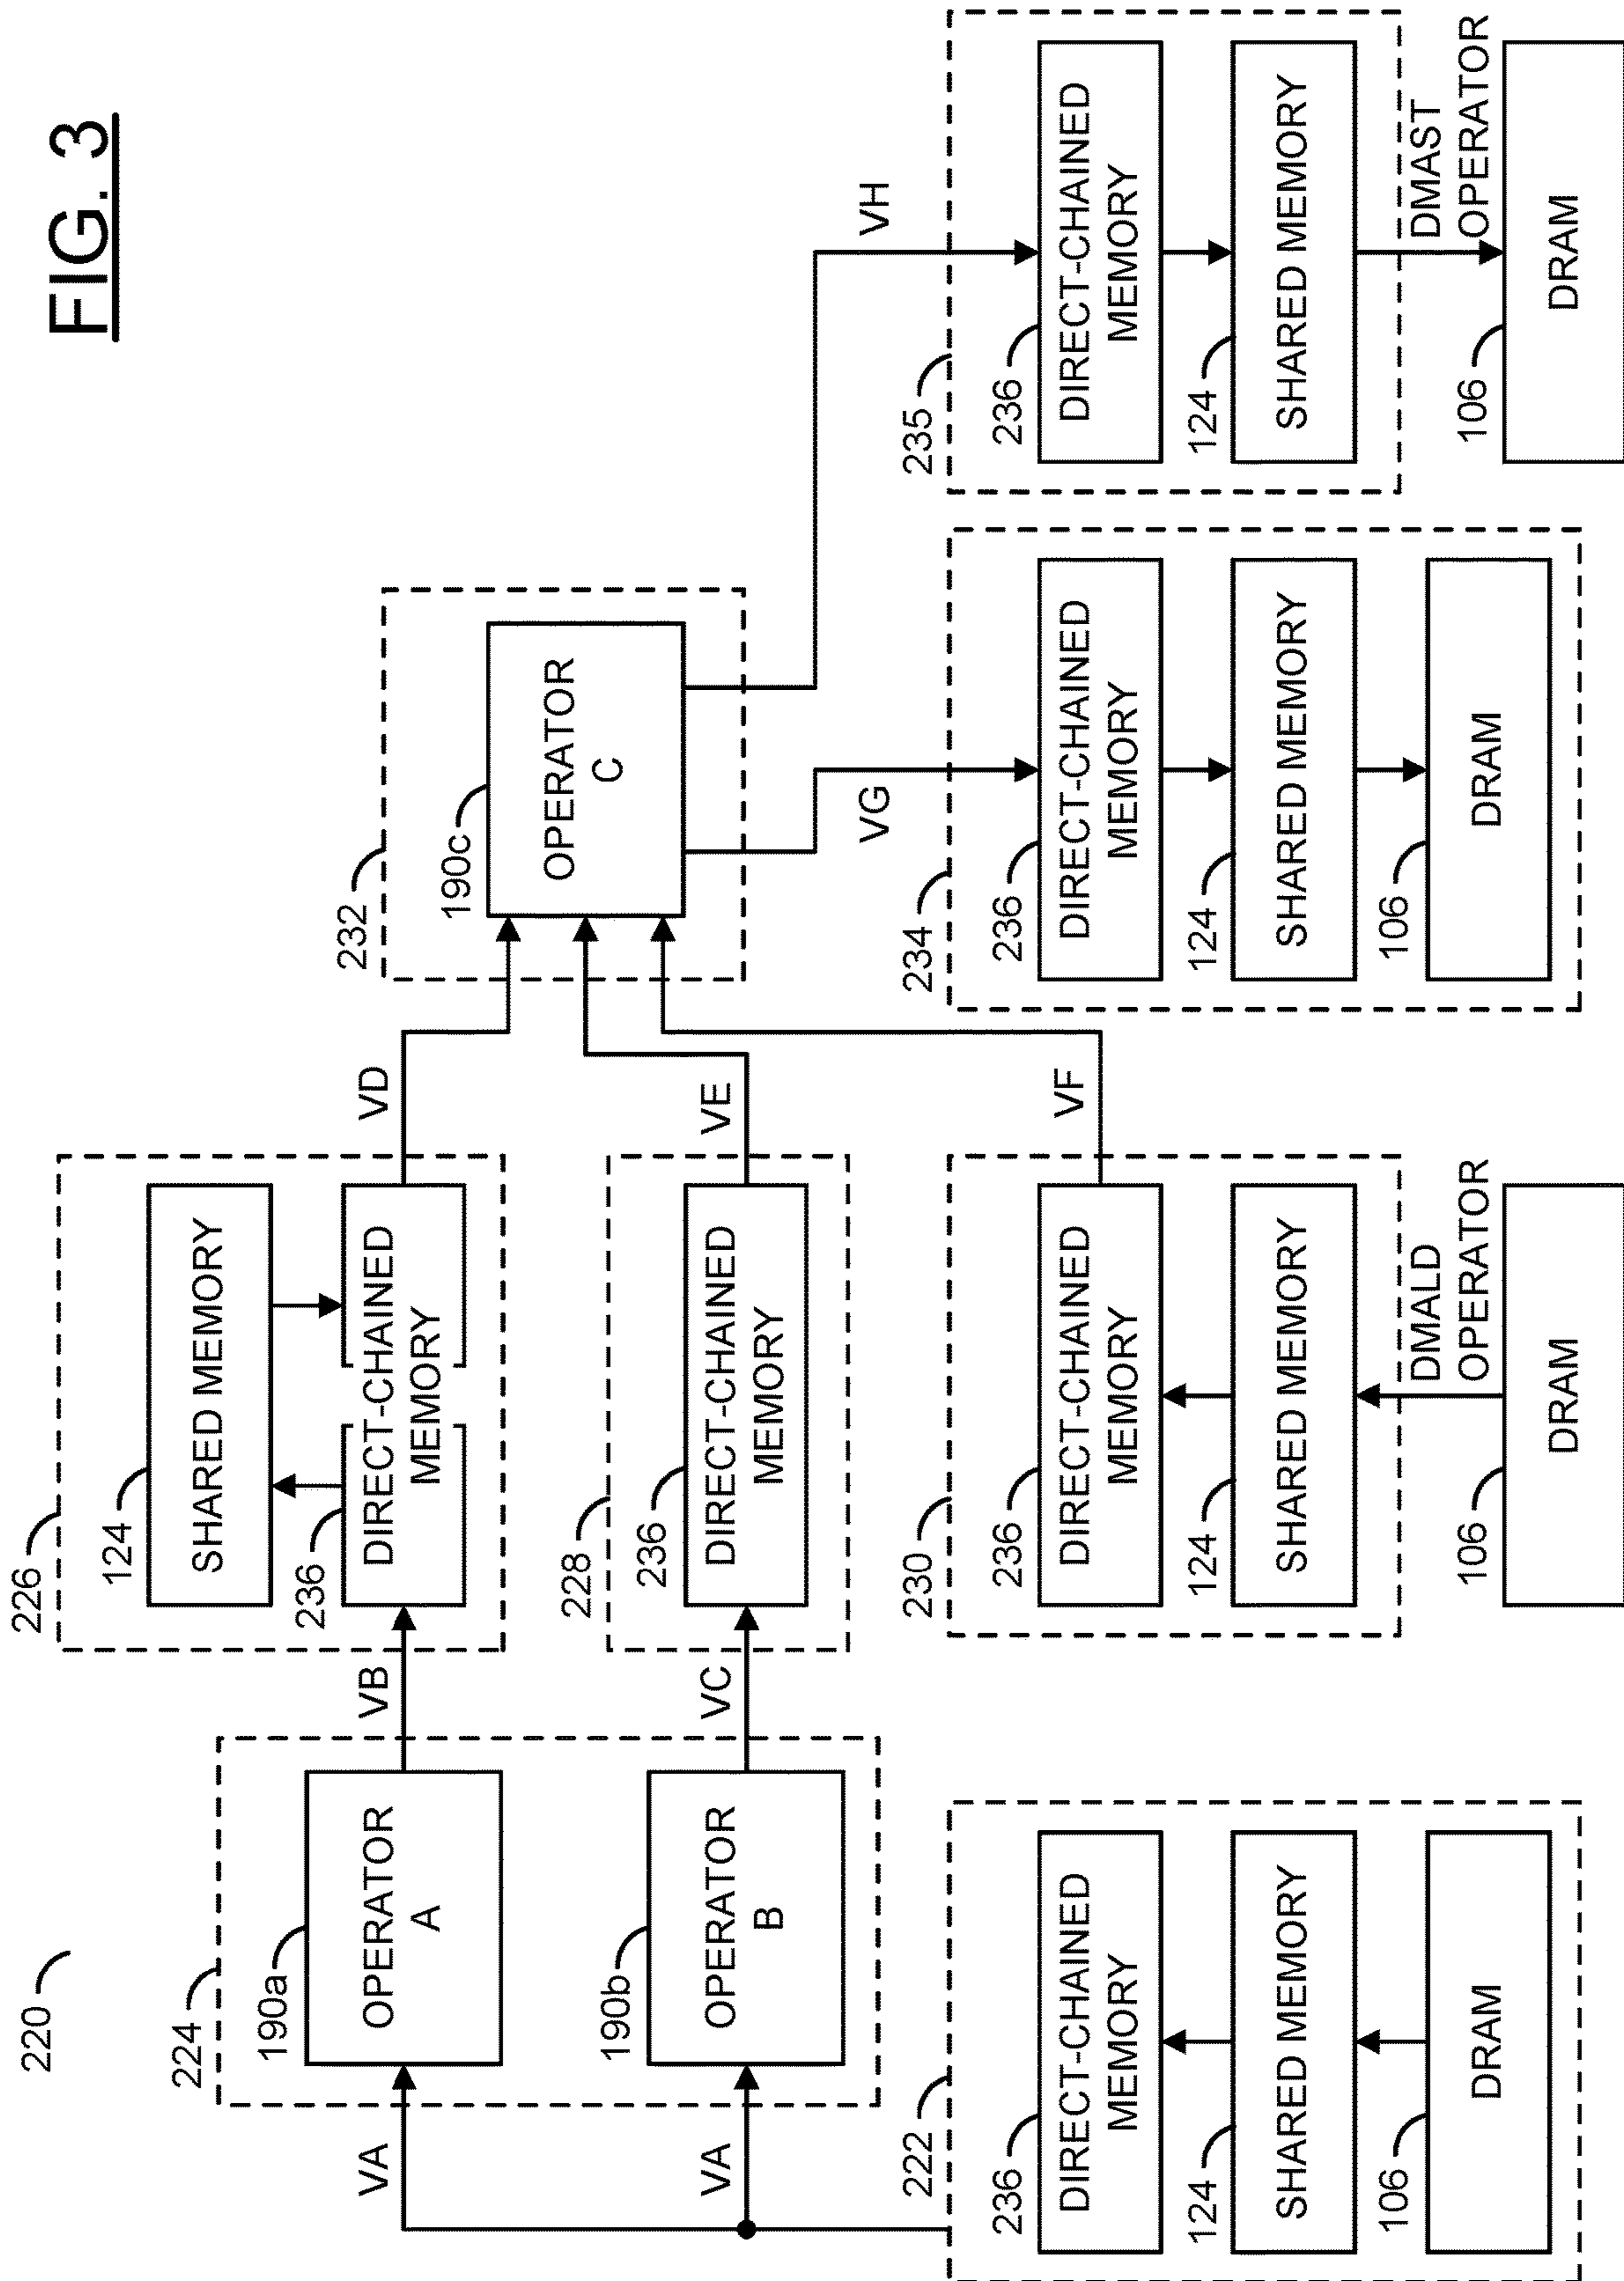 FIG. 3
220
224
190a
OPERATOR
A
190b
OPERATOR
B
VA
VA
VB
VC
226
124
SHARED MEMORY
236
DIRECT-CHAINED
MEMORY
228
236
DIRECT-CHAINED
MEMORY
VD
VE
VF
232
190c
OPERATOR
C
VG
VH
222
236
DIRECT-CHAINED
MEMORY
124
SHARED MEMORY
106
DRAM
230
236
DIRECT-CHAINED
MEMORY
124
SHARED MEMORY
DMALD
OPERATOR
106
DRAM
234
236
DIRECT-CHAINED
MEMORY
124
SHARED MEMORY
106
DRAM
235
236
DIRECT-CHAINED
MEMORY
124
SHARED MEMORY
DMAST
OPERATOR
106
DRAM